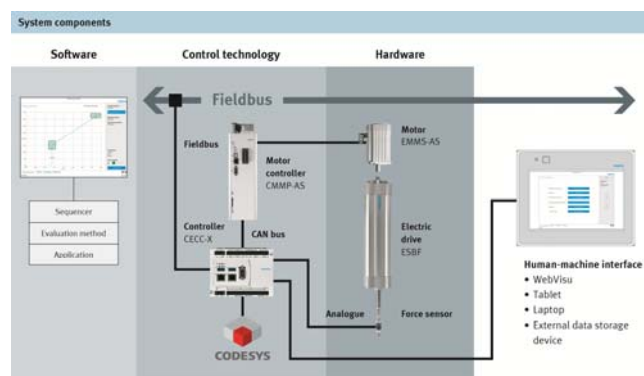 System components
Software
Control technology
Hardware
Fieldbus
Fieldbus
Motor
controller
CMMP-AS
Motor
EMMS-AS
Controller
CECC-X
CAN bus
Electric
drive
ESBF
Sequencer
Evaluation method
Application
CODESYS
Analogue
Force sensor
Human-machine interface
• WebVisu
• Tablet
• Laptop
• External data storage
device